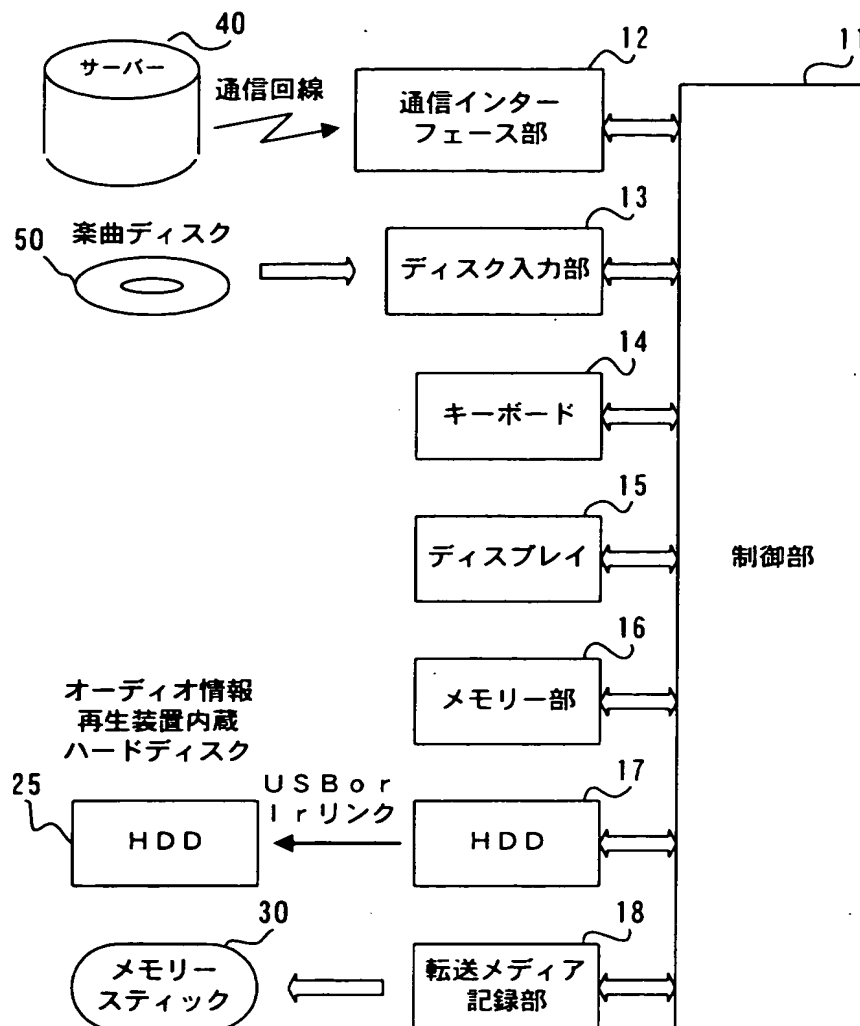 40
サーバー
通信回線
12
通信インター
フェース部
11
13
楽曲ディスク
50
ディスク入力部
14
キーボード
15
ディスプレイ
制御部
16
メモリー部
オーディオ情報
再生装置内蔵
ハードディスク
25
HDD
USBor
Irリンク
17
HDD
30
メモリー
スティック
18
転送メディア
記録部